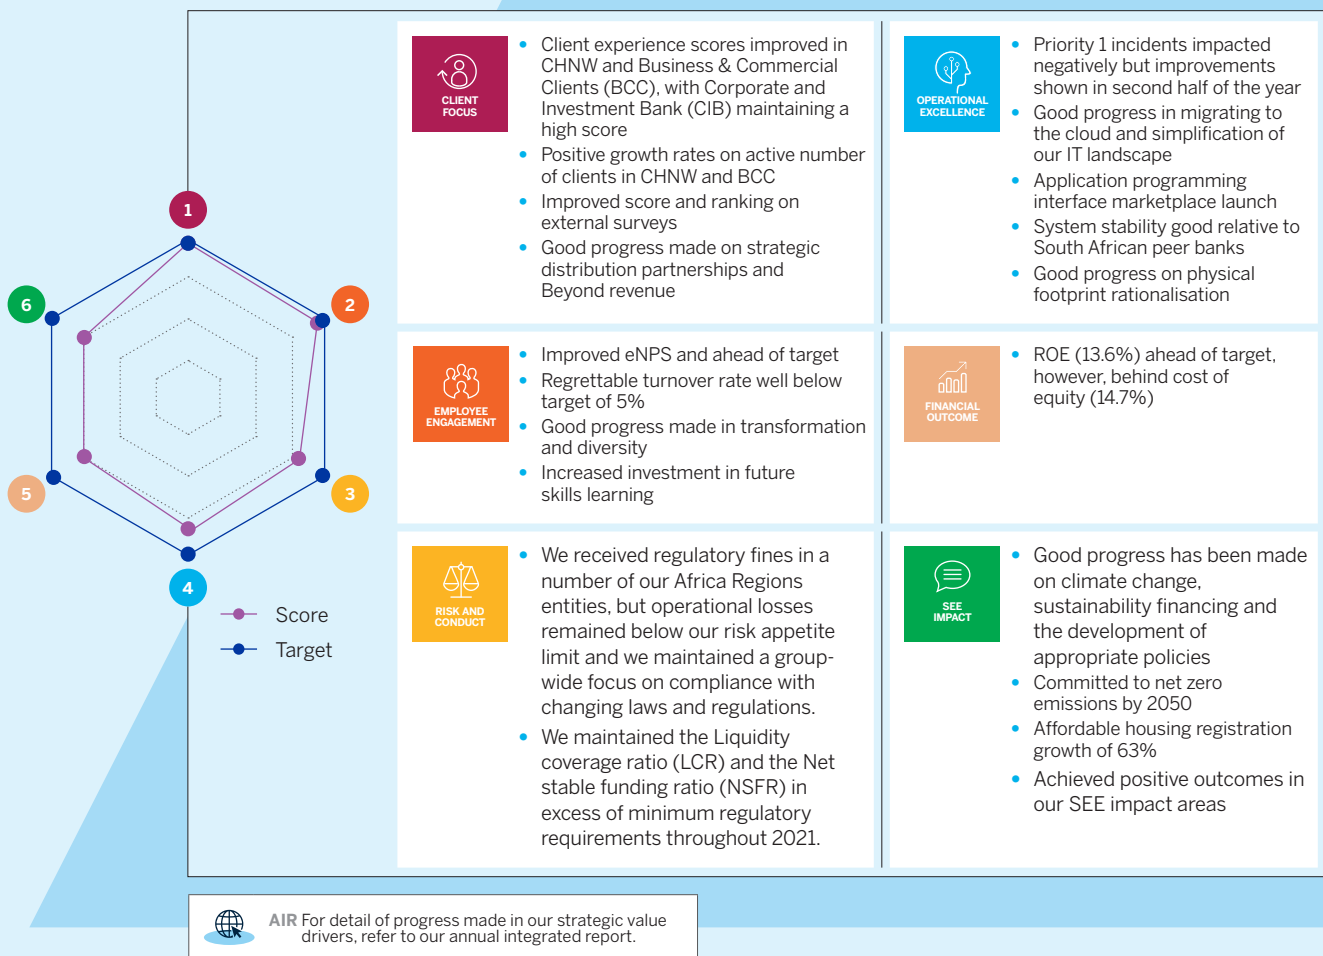 1
2
3
4
5
6
Score
Target
CLIENT
FOCUS
• Client experience scores improved in
CHNW and Business & Commercial
Clients (BCC), with Corporate and
Investment Bank (CIB) maintaining a
high score
• Positive growth rates on active number
of clients in CHNW and BCC
• Improved score and ranking on
external surveys
• Good progress made on strategic
distribution partnerships and
Beyond revenue
OPERATIONAL
EXCELLENCE
• Priority 1 incidents impacted
negatively but improvements
shown in second half of the year
• Good progress in migrating to
the cloud and simplification of
our IT landscape
• Application programming
interface marketplace launch
• System stability good relative to
South African peer banks
• Good progress on physical
footprint rationalisation
EMPLOYEE
ENGAGEMENT
• Improved eNPS and ahead of target
• Regrettable turnover rate well below
target of 5%
• Good progress made in transformation
and diversity
• Increased investment in future
skills learning
FINANCIAL
OUTCOME
• ROE (13.6%) ahead of target,
however, behind cost of
equity (14.7%)
RISK AND
CONDUCT
• We received regulatory fines in a
number of our Africa Regions
entities, but operational losses
remained below our risk appetite
limit and we maintained a group-
wide focus on compliance with
changing laws and regulations.
• We maintained the Liquidity
coverage ratio (LCR) and the Net
stable funding ratio (NSFR) in
excess of minimum regulatory
requirements throughout 2021.
SEE
IMPACT
• Good progress has been made
on climate change,
sustainability financing and
the development of
appropriate policies
• Committed to net zero
emissions by 2050
• Affordable housing registration
growth of 63%
• Achieved positive outcomes in
our SEE impact areas
AIR For detail of progress made in our strategic value
drivers, refer to our annual integrated report.